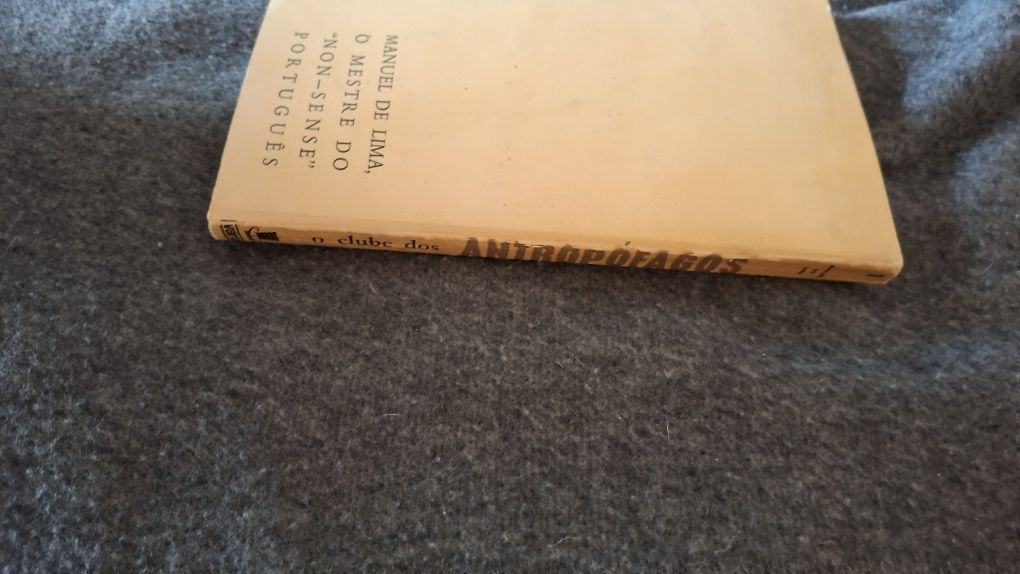 MANUEL DE LIMA,
O MESTRE DO
"NON-SENSE"
PORTUGUÊS
o clube dos ANTROPÓFAGOS